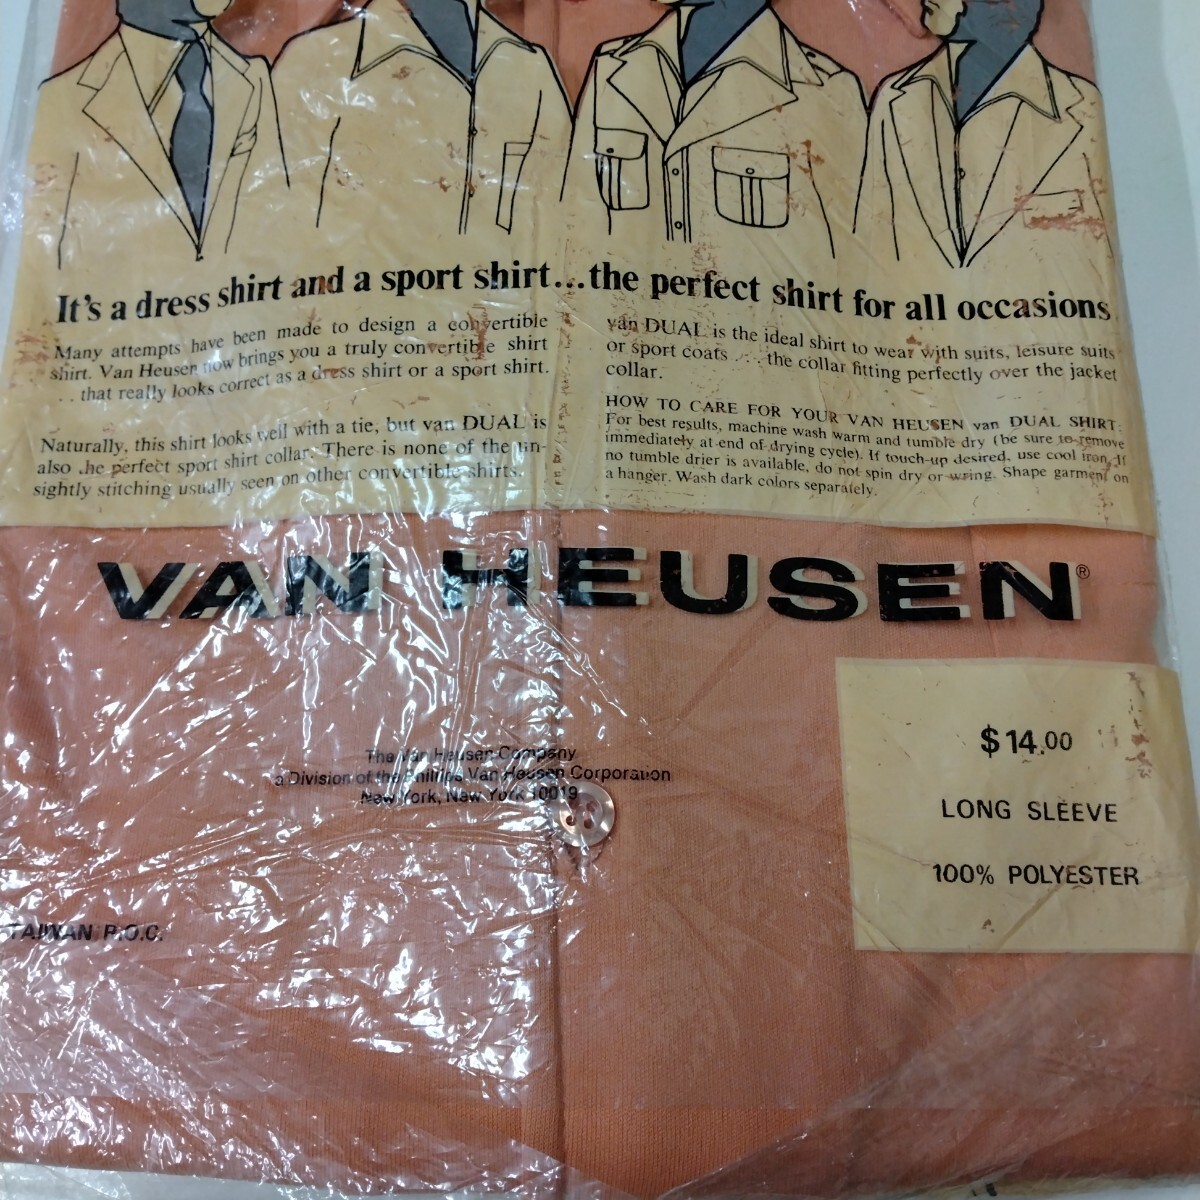 It's a dress shirt and a sport shirt...the perfect shirt for all occasions
Many attempts have been made to design a convertible
shirt. Van Heusen now brings you a truly convertible shirt
. . that really looks correct as a dress shirt or a sport shirt.
Naturally, this shirt looks well with a tie, but van DUAL is
also the perfect sport shirt collar. There is none of the un-
sightly stitching usually seen on other convertible shirts.
van DUAL is the ideal shirt to wear with suits, leisure suits
or sport coats . . . the collar fitting perfectly over the jacket
collar.
HOW TO CARE FOR YOUR VAN HEUSEN van DUAL SHIRT:
For best results, machine wash warm and tumble dry (be sure to remove
immediately at end of drying cycle). If touch-up desired, use cool iron. If
no tumble drier is available, do not spin dry or wring. Shape garment on
a hanger. Wash dark colors separately.
VAN HEUSEN®
The Van Heusen Company
a Division of the Phillips Van Heusen Corporation
New York, New York 10019
$14.00
LONG SLEEVE
100% POLYESTER
TAIWAN R.O.C.